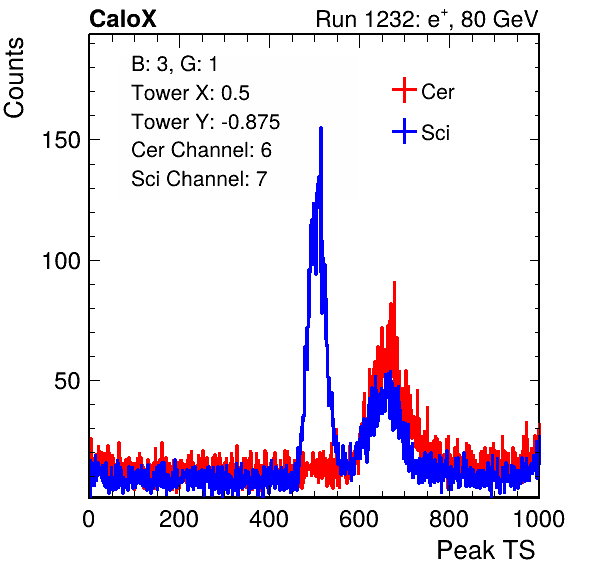 CaloX
Run 1232: e+, 80 GeV
Counts
B: 3, G: 1
Tower X: 0.5
Tower Y: -0.875
Cer Channel: 6
Sci Channel: 7
Cer
Sci
150
100
50
0 200 400 600 800 1000
Peak TS